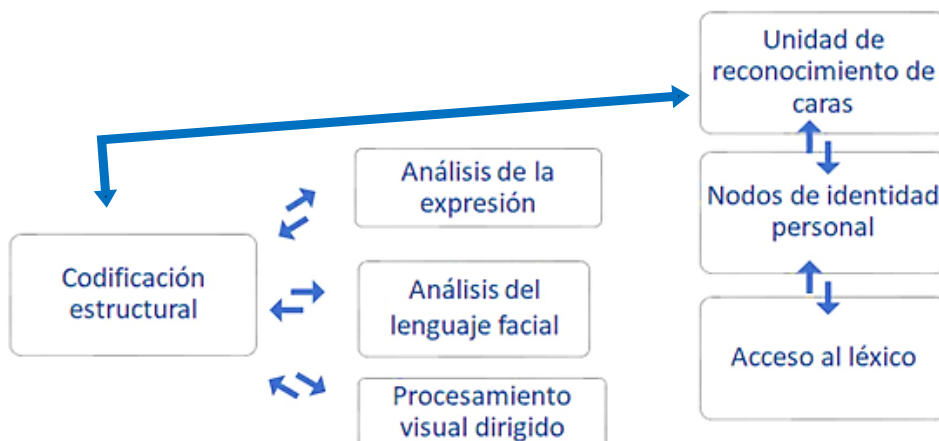 Unidad de
reconocimiento de
caras
Análisis de la
expresión
Nodos de identidad
personal
Codificación
estructural
Análisis del
lenguaje facial
Acceso al léxico
Procesamiento
visual dirigido